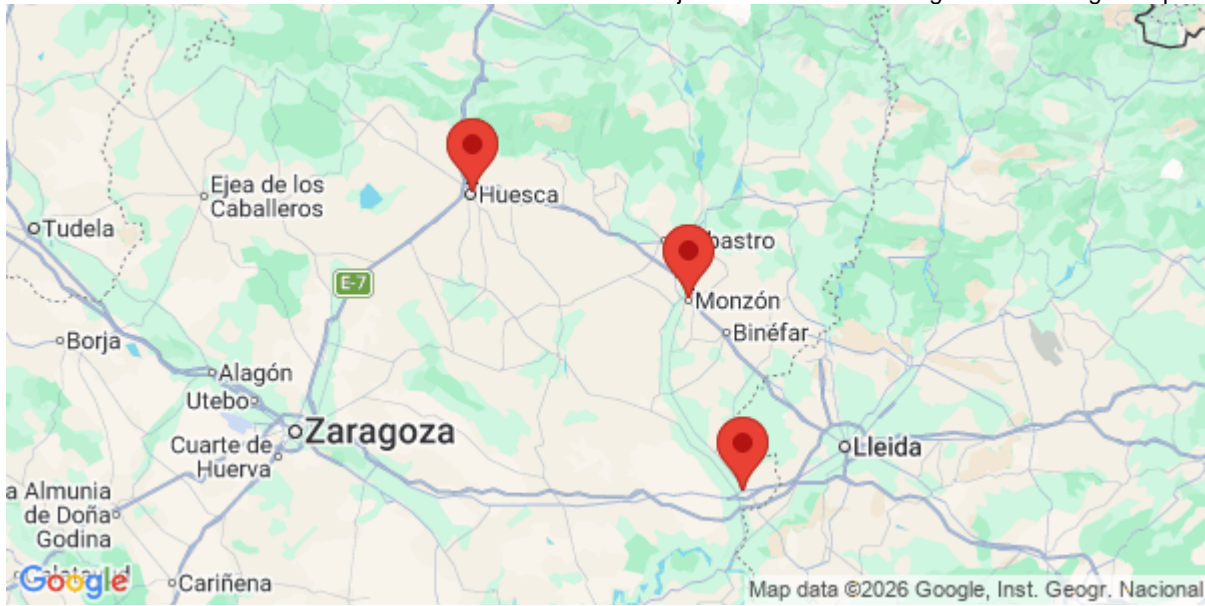 Huesca
Ejea de los
Caballeros
Tudela
bastro
E-7
Monzón
Binéfar
Borja
Alagón
Utebo
Zaragoza
Cuarte de
Huerva
Lleida
a Almunia
de Doña
Godina
Google
Cariñena
Map data ©2026 Google, Inst. Geogr. Nacional